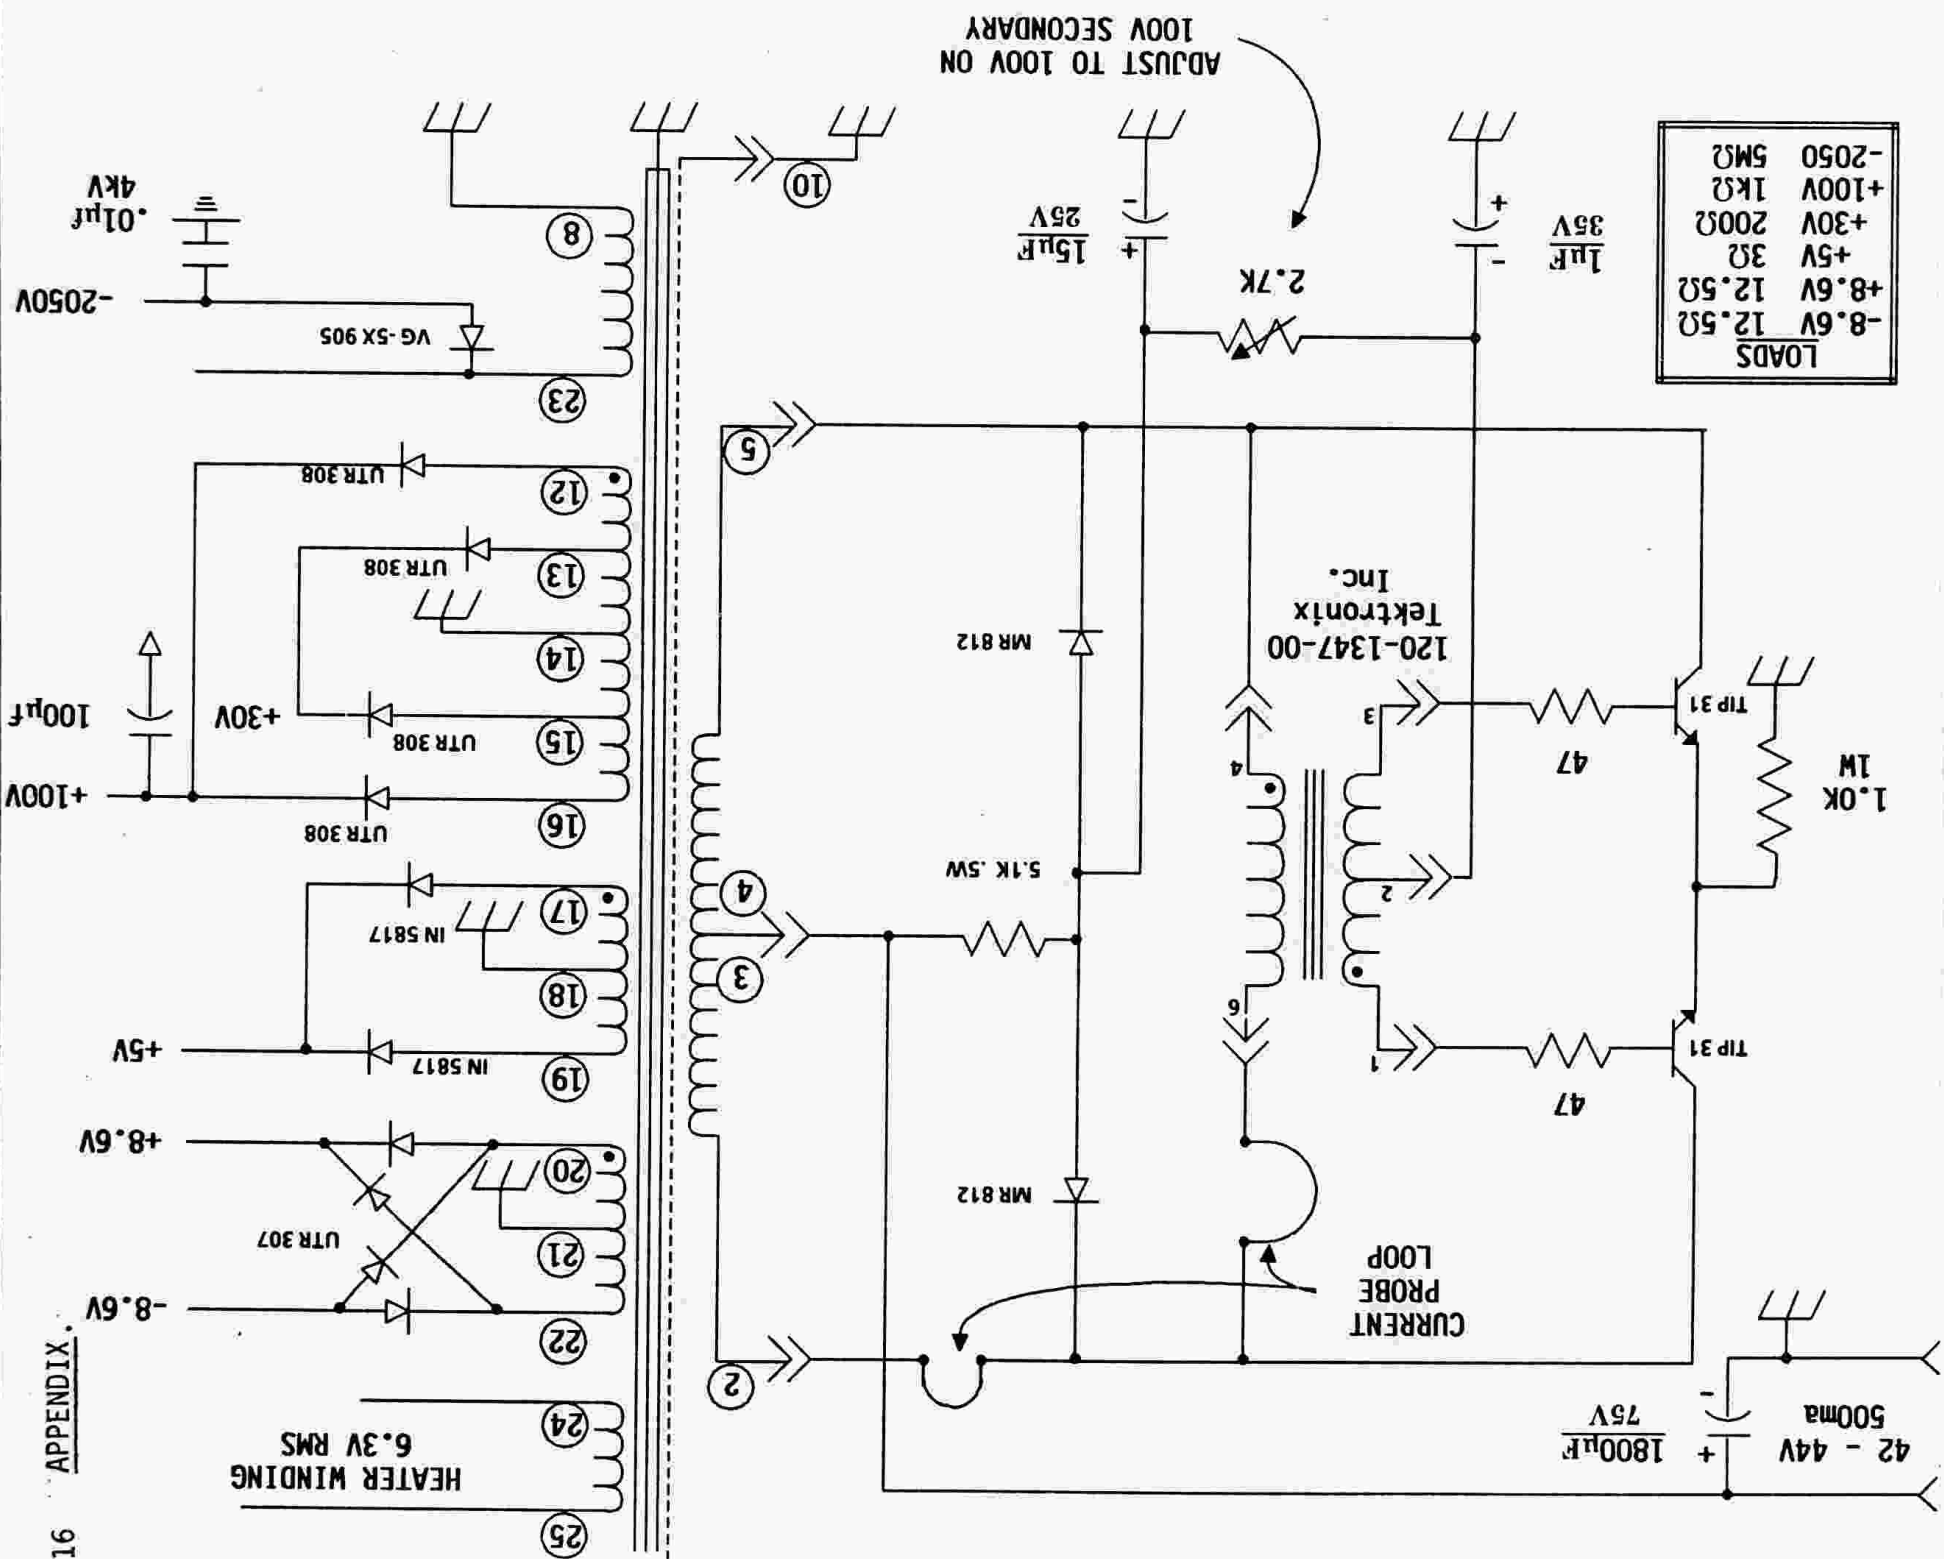 42 - 44V
500ma
+
-
1800µF
75V
CURRENT
PROBE
LOOP
2
HEATER WINDING
6.3V RMS
25
24
22
21
20
-8.6V
+8.6V
UTR 307
MR 812
47
47
TIP 31
TIP 31
1
2
3
6
4
1.0K
1W
5.1K .5W
3
4
19
18
17
IN 5817
IN 5817
+5V
120-1347-00
Tektronix
Inc.
MR 812
16
15
14
13
12
UTR 308
UTR 308
UTR 308
UTR 308
+100V
+30V
100µf
5
LOADS
-8.6V 12.5Ω
+8.6V 12.5Ω
+5V 3Ω
+30V 200Ω
+100V 1kΩ
-2050 5MΩ
2.7K
1µF
35V
-
+
15µF
25V
+
-
23
8
VG-5X 905
-2050V
.01µf
4kV
10
ADJUST TO 100V ON
100V SECONDARY
16 APPENDIX.